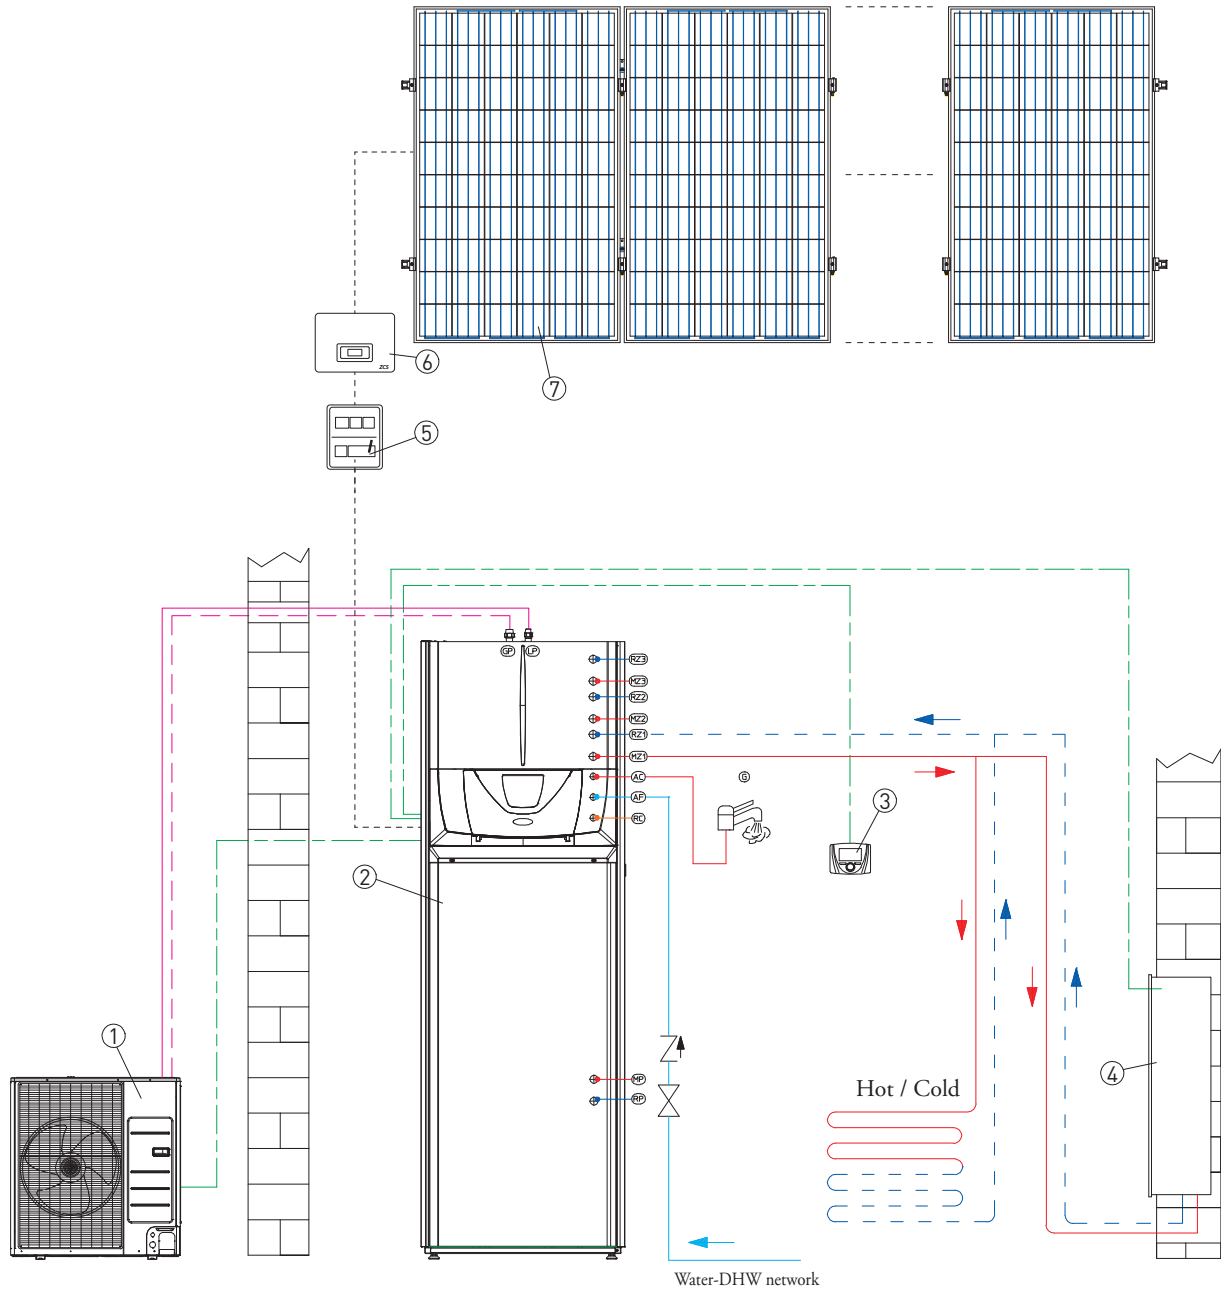 ZCS
6
7
5
GP LP
RZ3
MZ3
RZ2
MZ2
RZ1
MZ1
AC
G
AF
RC
3
2
1
4
MP
RP
Hot / Cold
Water-DHW network